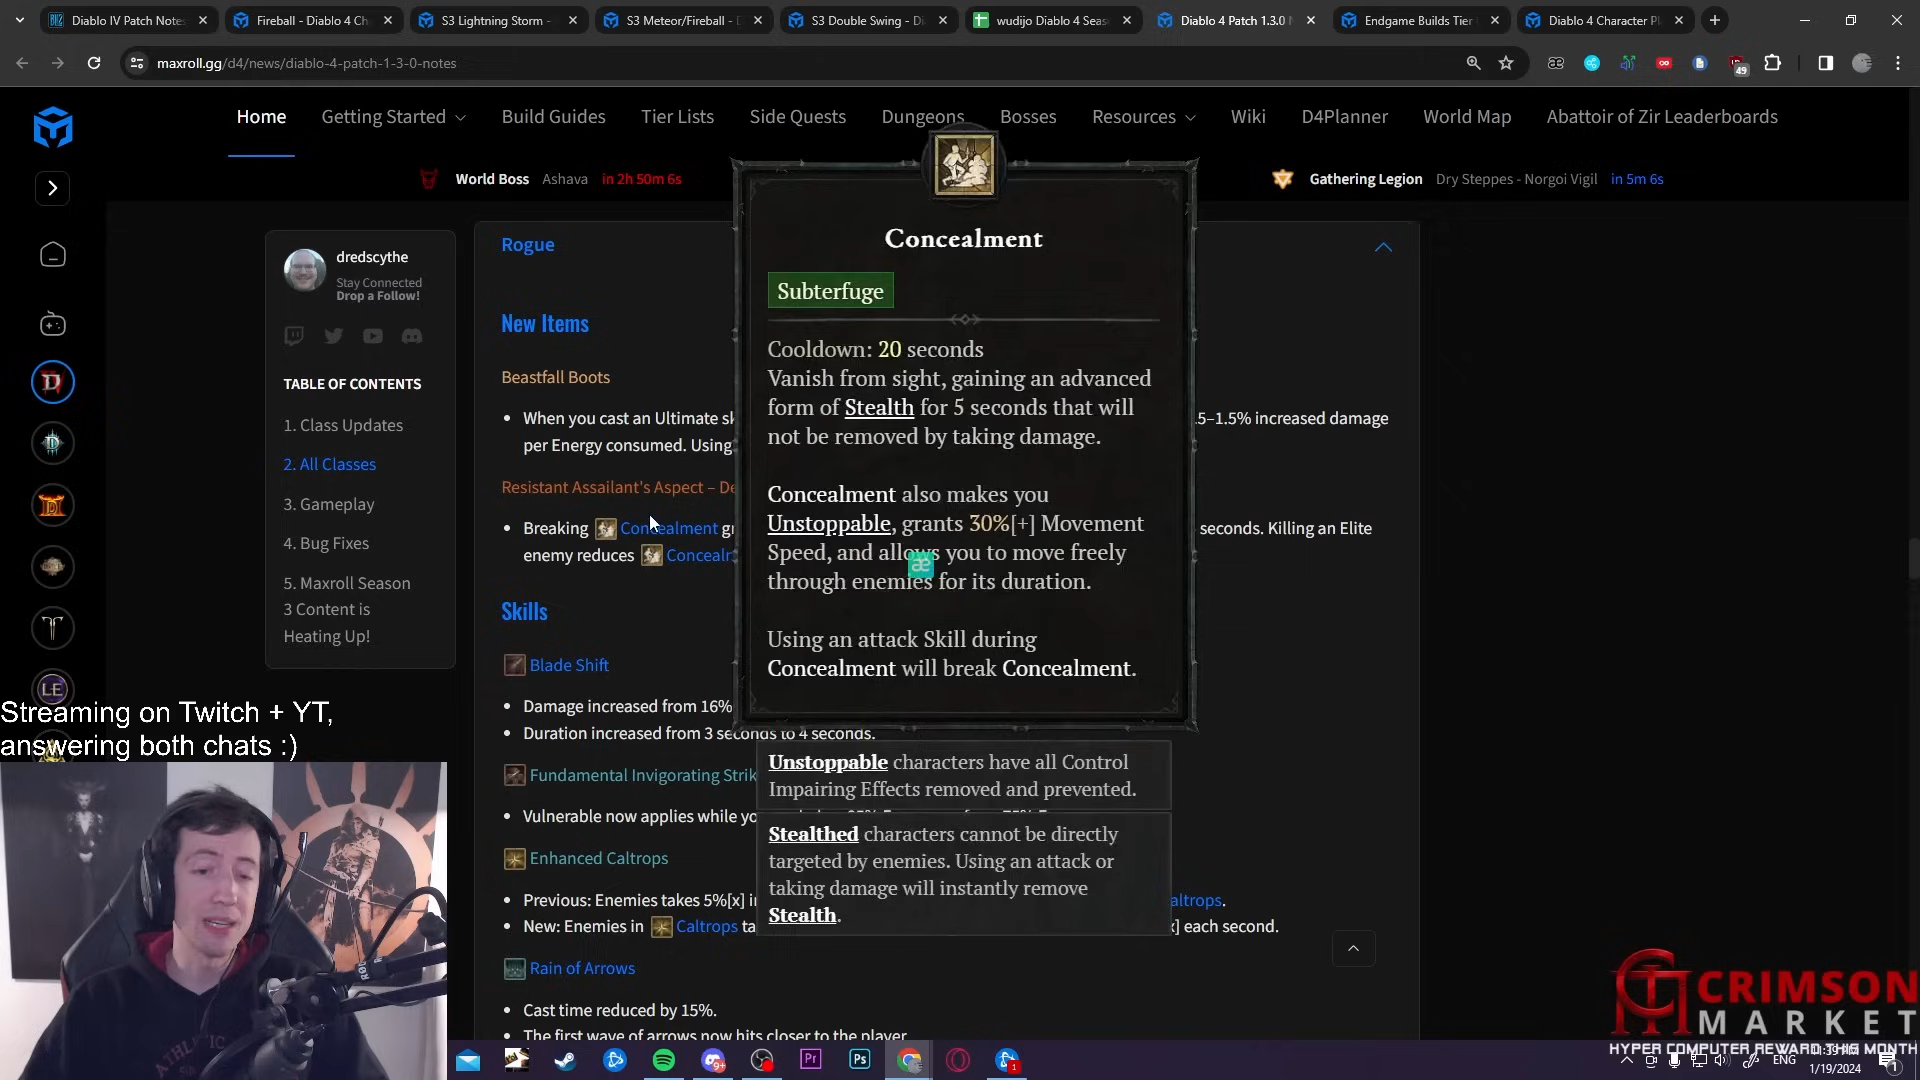 Diablo IV Patch Notes
Fireball - Diablo 4 Ch
S3 Lightning Storm -
S3 Meteor/Fireball - D
S3 Double Swing - Di
wudijo Diablo 4 Seas
Diablo 4 Patch 1.3.0 N
Endgame Builds Tier
Diablo 4 Character Pl
maxroll.gg/d4/news/diablo-4-patch-1-3-0-notes
49
Home
Getting Started
Build Guides
Tier Lists
Side Quests
Dungeons
Bosses
Resources
Wiki
D4Planner
World Map
Abattoir of Zir Leaderboards
World Boss Ashava in 2h 50m 6s
Gathering Legion Dry Steppes - Norgoi Vigil in 5m 6s
dredscythe
Stay Connected
Drop a Follow!
TABLE OF CONTENTS
1. Class Updates
2. All Classes
3. Gameplay
4. Bug Fixes
5. Maxroll Season
3 Content is
Heating Up!
Rogue
New Items
Beastfall Boots
When you cast an Ultimate sk
.5–1.5% increased damage
per Energy consumed. Using
Resistant Assailant's Aspect – De
Breaking Concealment gr
seconds. Killing an Elite
enemy reduces Concealm
Skills
Blade Shift
Damage increased from 16%
Duration increased from 3 seconds to 4 seconds.
Fundamental Invigorating Strik
Vulnerable now applies while yo
Enhanced Caltrops
Previous: Enemies takes 5%[x] i
altrops.
New: Enemies in Caltrops ta
x] each second.
Rain of Arrows
Cast time reduced by 15%.
The first wave of arrows now hits closer to the player
Concealment
Subterfuge
Cooldown: 20 seconds
Vanish from sight, gaining an advanced
form of Stealth for 5 seconds that will
not be removed by taking damage.
Concealment also makes you
Unstoppable, grants 30%[+] Movement
Speed, and allows you to move freely
through enemies for its duration.
Using an attack Skill during
Concealment will break Concealment.
Unstoppable characters have all Control
Impairing Effects removed and prevented.
Stealthed characters cannot be directly
targeted by enemies. Using an attack or
taking damage will instantly remove
Stealth.
Streaming on Twitch + YT,
answering both chats :)
CRIMSON
MARKET
HYPER COMPUTER REWARD THIS MONTH
ENG
1/19/2024